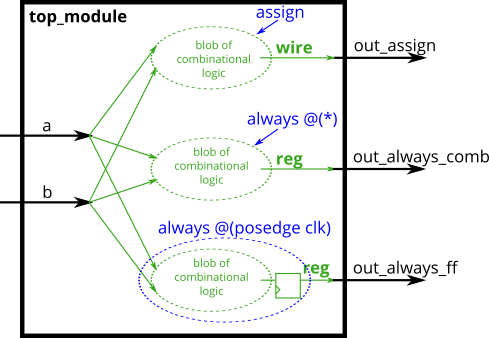 top_module
assign
blob of
combinational
logic
wire
out_assign
a
always @(*)
blob of
combinational
logic
reg
out_always_comb
b
always @(posedge clk)
blob of
combinational
logic
reg
out_always_ff